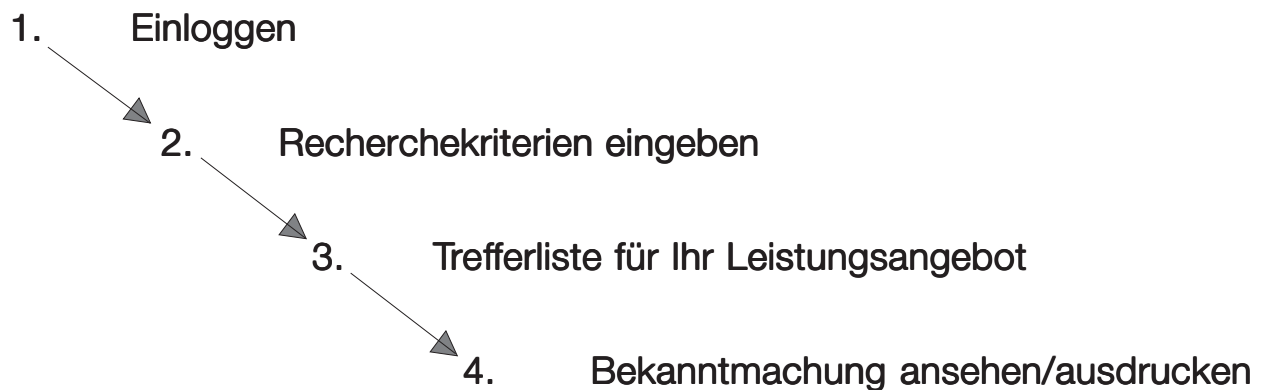 1. Einloggen
2. Recherchekriterien eingeben
3. Trefferliste für Ihr Leistungsangebot
4. Bekanntmachung ansehen/ausdrucken